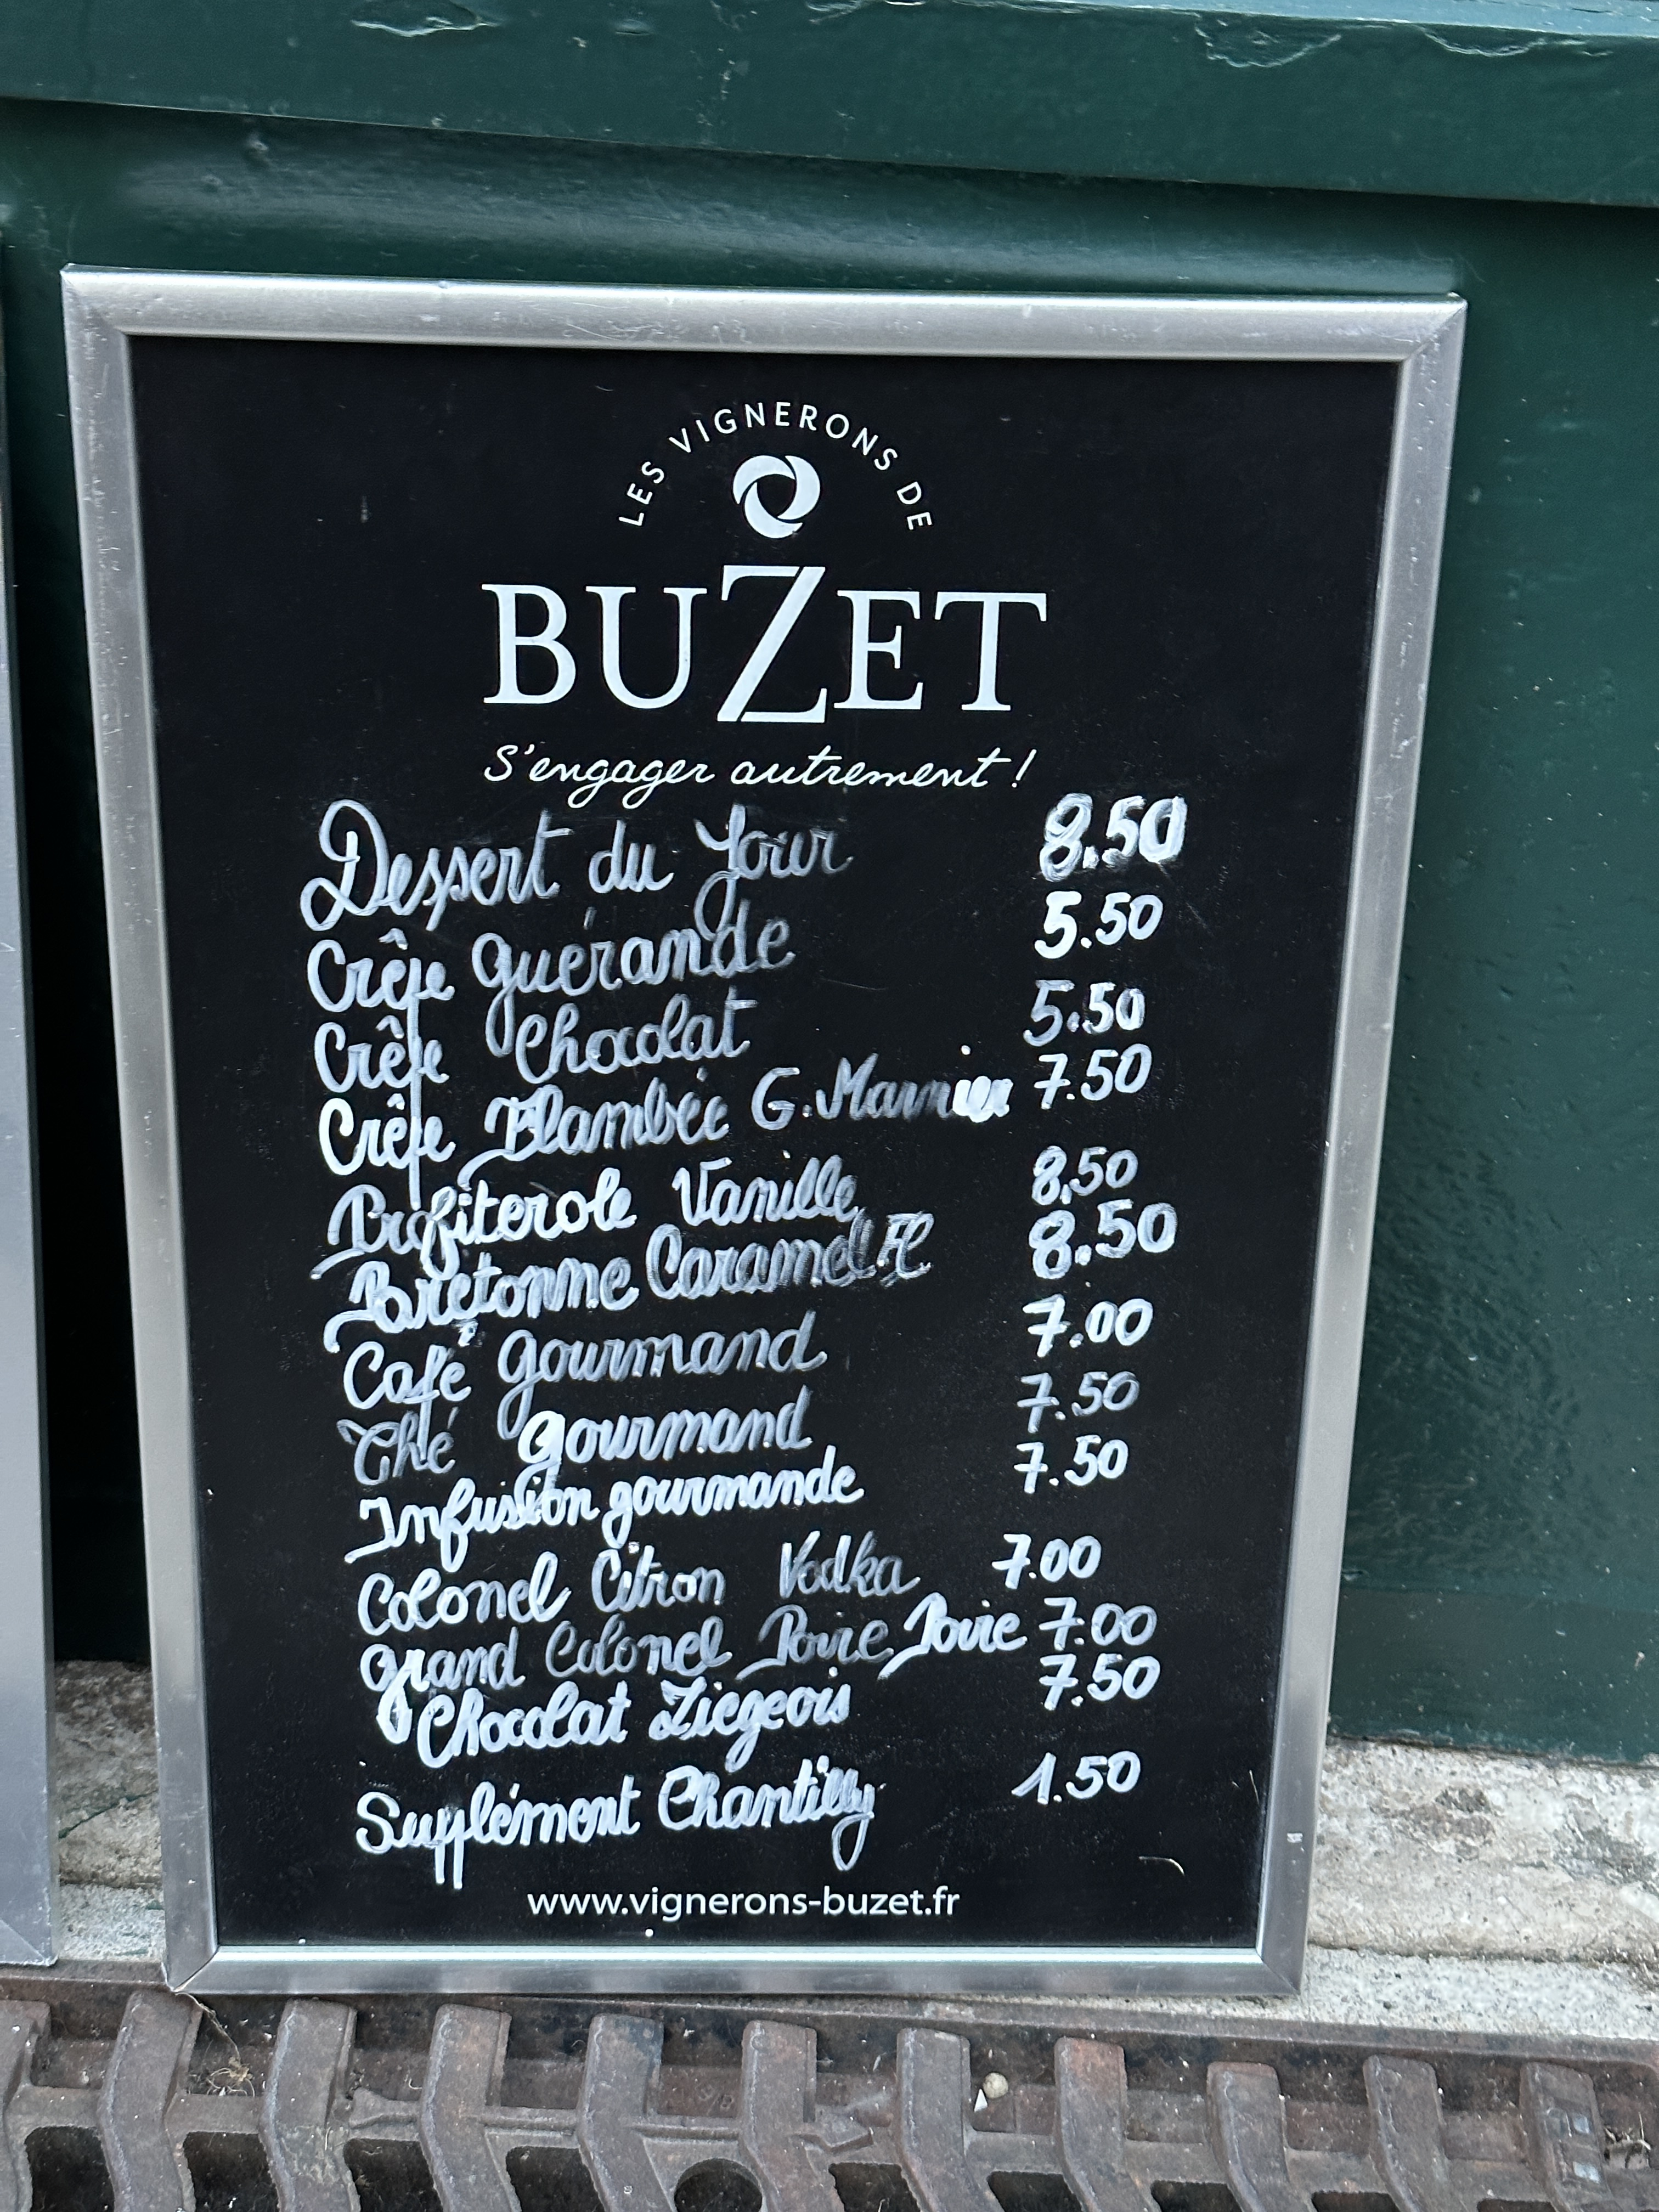 LES VIGNERONS DE
BUZET
S'engager autrement !
Dessert du Jour 8.50
Crêpe Guérande 5.50
Crêpe Chocolat 5.50
Crêpe Flambée G. Marnier 7.50
Profiterole Vanille 8.50
Bretonne Caramel 8.50
Café gourmand 7.00
Thé gourmand 7.50
Infusion gourmande 7.50
Colonel Citron Vodka 7.00
Grand Colonel Poire Poire 7.00
Chocolat Liegeois 7.50
Supplément Chantilly 1.50
www.vignerons-buzet.fr